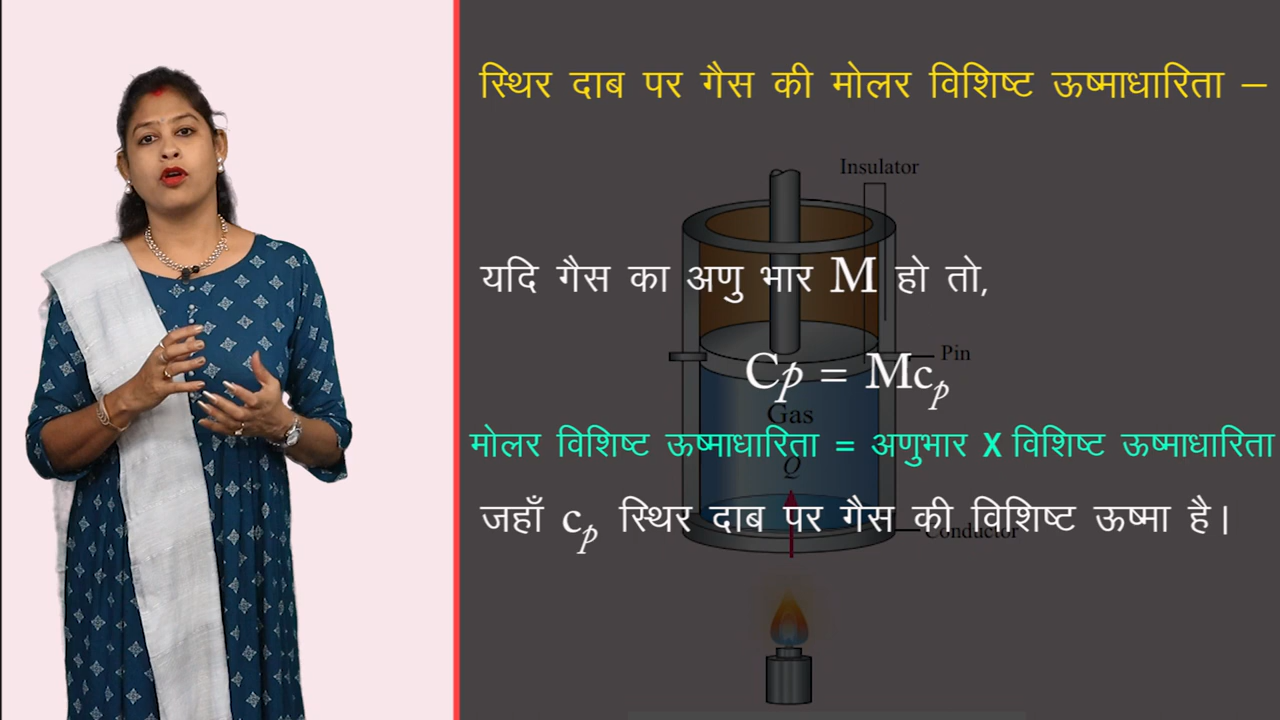 स्थिर दाब पर गैस की मोलर विशिष्ट ऊष्माधारिता –
Insulator
यदि गैस का अणु भार M हो तो,
Pin
Cp = Mcp
Gas
मोलर विशिष्ट ऊष्माधारिता = अणुभार X विशिष्ट ऊष्माधारिता
Q
जहाँ cp स्थिर दाब पर गैस की विशिष्ट ऊष्मा है।
Conductor